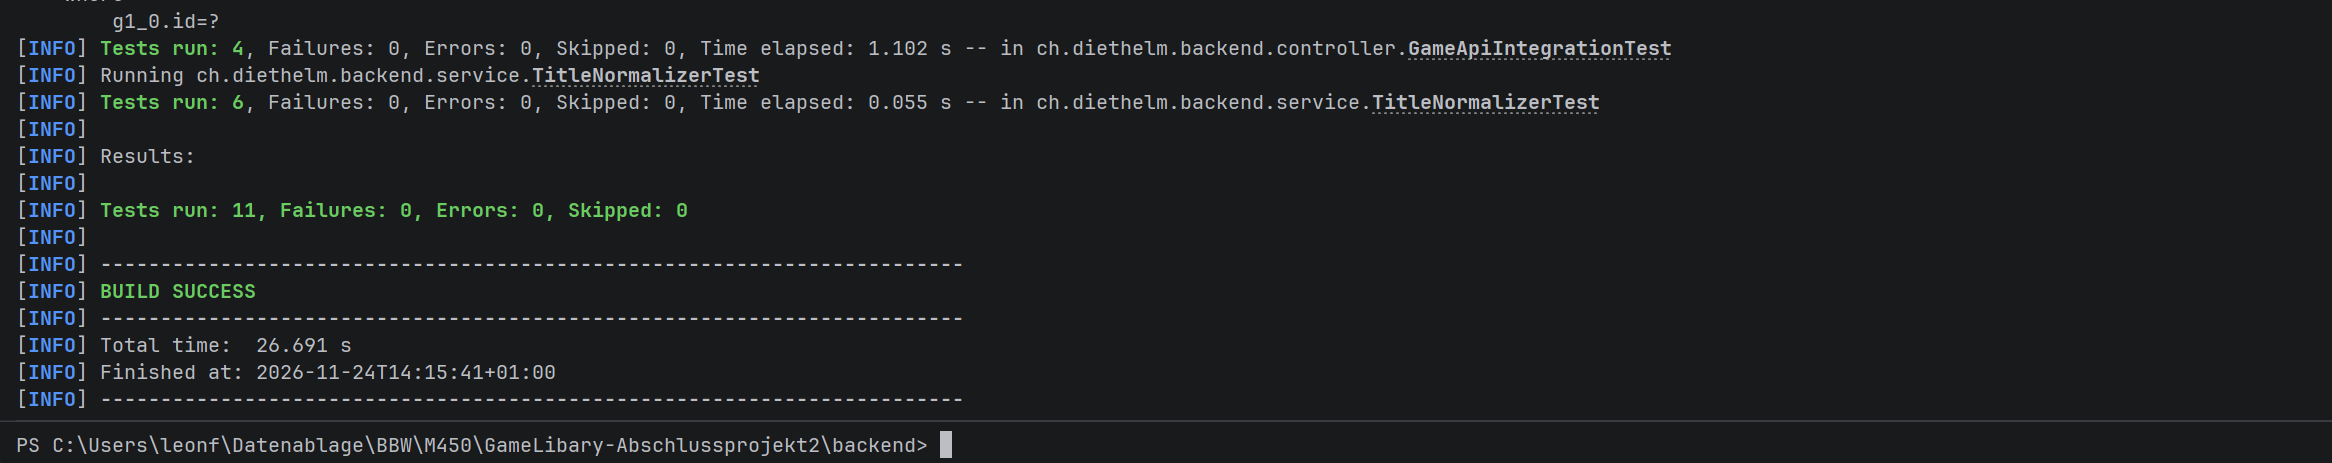 where
g1_0.id=?
[INFO] Tests run: 4, Failures: 0, Errors: 0, Skipped: 0, Time elapsed: 1.102 s -- in ch.diethelm.backend.controller.GameApiIntegrationTest
[INFO] Running ch.diethelm.backend.service.TitleNormalizerTest
[INFO] Tests run: 6, Failures: 0, Errors: 0, Skipped: 0, Time elapsed: 0.055 s -- in ch.diethelm.backend.service.TitleNormalizerTest
[INFO]
[INFO] Results:
[INFO]
[INFO] Tests run: 11, Failures: 0, Errors: 0, Skipped: 0
[INFO]
[INFO] ------------------------------------------------------------------------
[INFO] BUILD SUCCESS
[INFO] ------------------------------------------------------------------------
[INFO] Total time:  26.691 s
[INFO] Finished at: 2026-11-24T14:15:41+01:00
[INFO] ------------------------------------------------------------------------
PS C:\Users\leonf\Datenablage\BBW\M450\GameLibary-Abschlussprojekt2\backend>